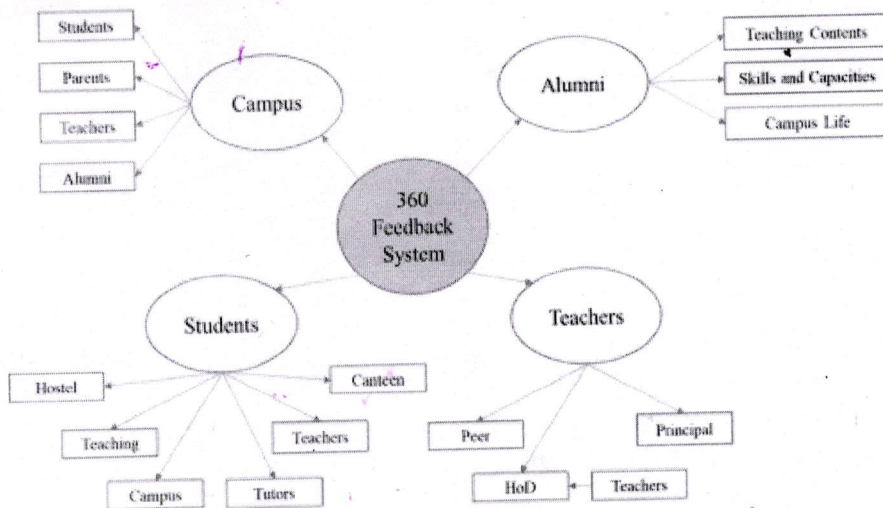 Students
Parents
Teachers
Alumni
Campus
Alumni
Teaching Contents
Skills and Capacities
Campus Life
360
Feedback
System
Students
Teachers
Hostel
Teaching
Campus
Tutors
Teachers
Canteen
Peer
HoD
Teachers
Principal